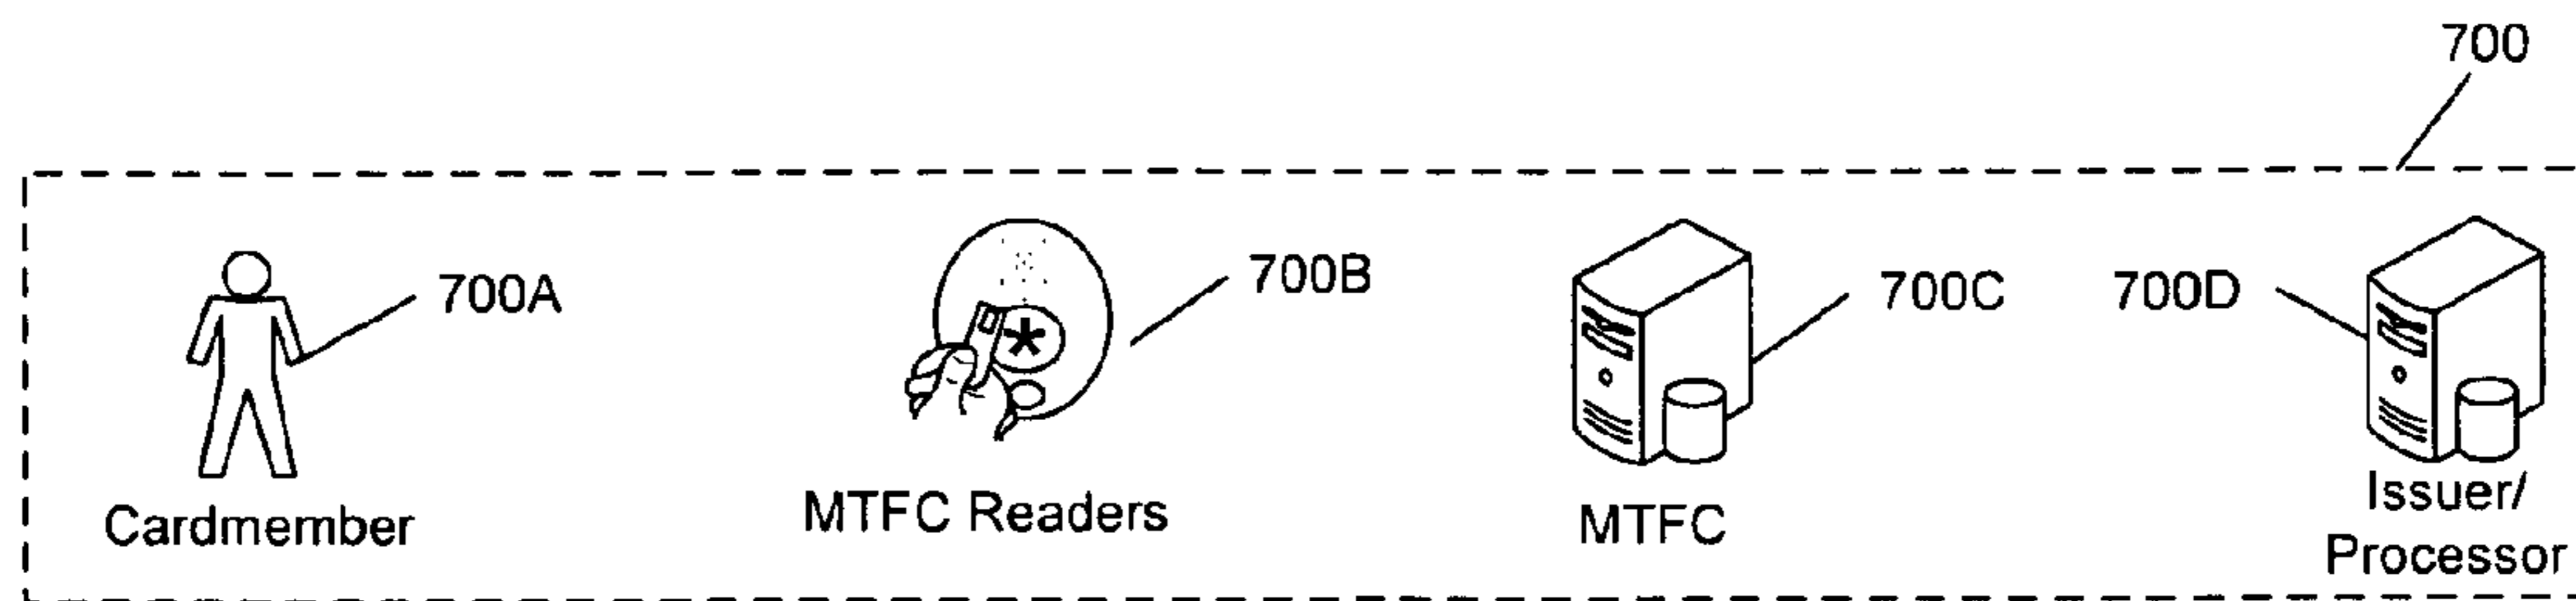 700
700A
700B
700C
700D
*
Cardmember
MTFC Readers
MTFC
Issuer/
Processor